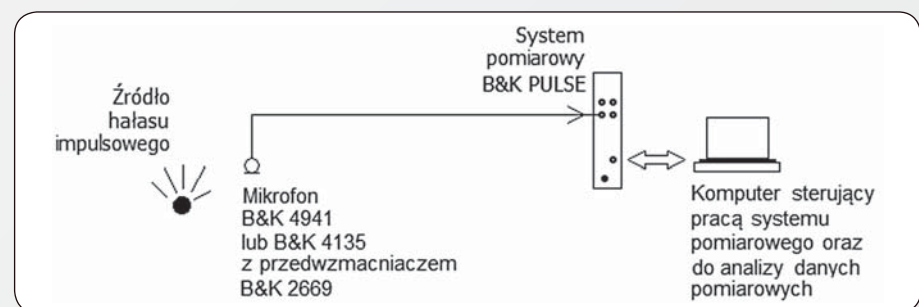 System
pomiarowy
B&K PULSE
Źródło
hałasu
impulsowego
Mikrofon
B&K 4941
lub B&K 4135
z przedwzmacniaczem
B&K 2669
Komputer sterujący
pracą systemu
pomiarowego oraz
do analizy danych
pomiarowych